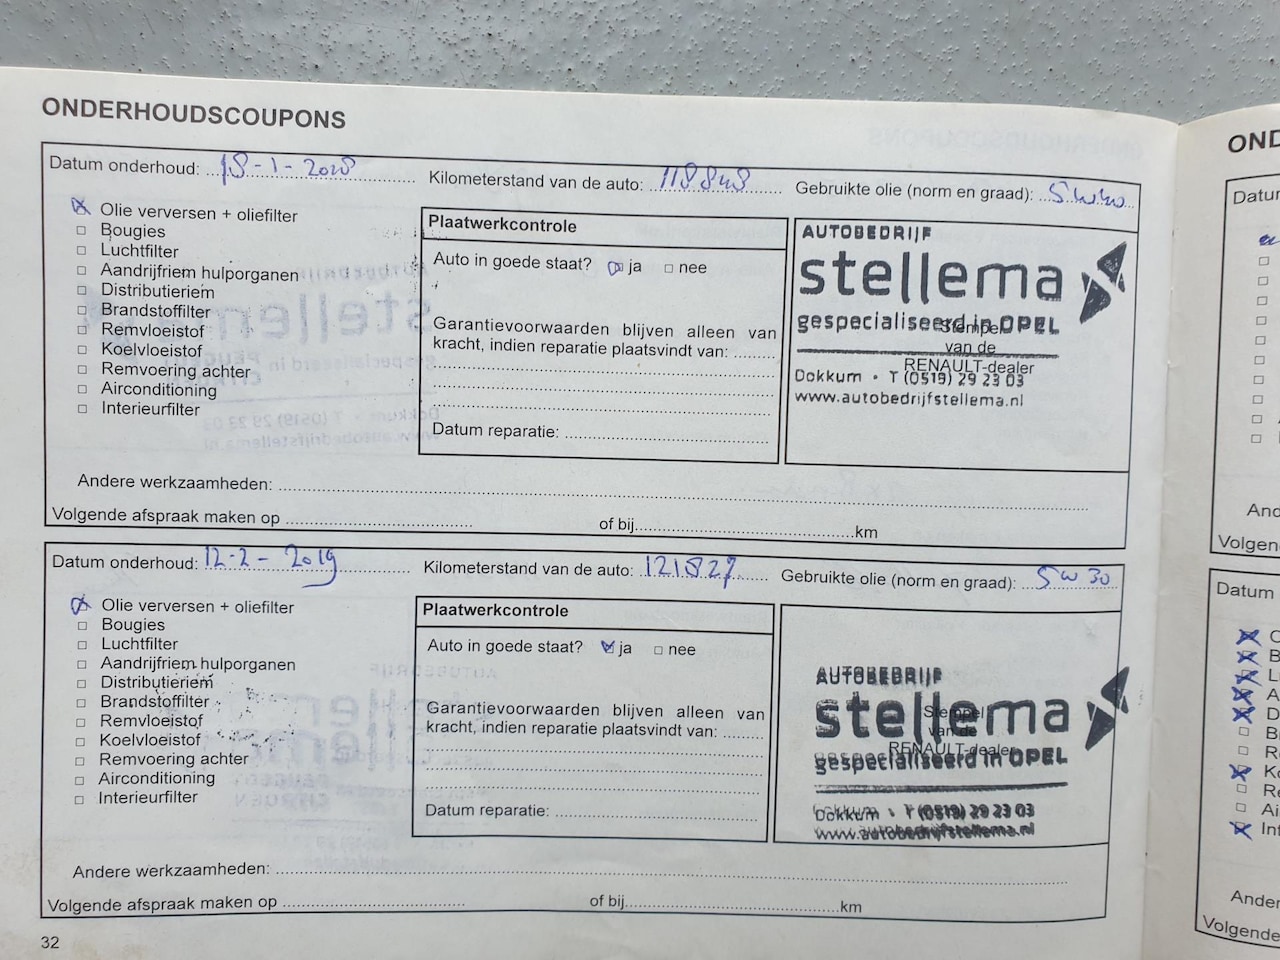 ONDERHOUDSCOUPONS
Datum onderhoud: 18-1-2018 Kilometerstand van de auto: 118848 Gebruikte olie (norm en graad): 5w40
Olie verversen + oliefilter
Bougies
Luchtfilter
Aandrijfriem hulporganen
Distributieriem
Brandstoffilter
Remvloeistof
Koelvloeistof
Remvoering achter
Airconditioning
Interieurfilter
Plaatwerkcontrole
Auto in goede staat? ja nee
Garantievoorwaarden blijven alleen van
kracht, indien reparatie plaatsvindt van:
Datum reparatie:
AUTOBEDRIJF
stellema
gespecialiseerd in OPEL
Stempel
van de
RENAULT-dealer
Dokkum • T (0519) 29 23 03
www.autobedrijfstellema.nl
Andere werkzaamheden:
Volgende afspraak maken op of bij km
Datum onderhoud: 12-2-2019 Kilometerstand van de auto: 121827 Gebruikte olie (norm en graad): 5w30
Olie verversen + oliefilter
Bougies
Luchtfilter
Aandrijfriem hulporganen
Distributieriem
Brandstoffilter
Remvloeistof
Koelvloeistof
Remvoering achter
Airconditioning
Interieurfilter
Plaatwerkcontrole
Auto in goede staat? ja nee
Garantievoorwaarden blijven alleen van
kracht, indien reparatie plaatsvindt van:
Datum reparatie:
AUTOBEDRIJF
stellema
Stempel
van de
RENAULT-dealer
gespecialiseerd in OPEL
Dokkum • T (0519) 29 23 03
www.autobedrijfstellema.nl
Andere werkzaamheden:
Volgende afspraak maken op of bij km
32
Datum
Volgende